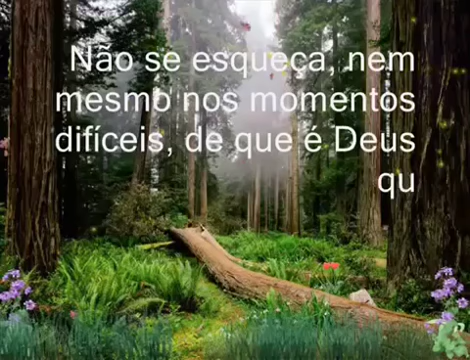 Não se esqueça, nem
mesmo nos momentos
difíceis, de que é Deus
qu